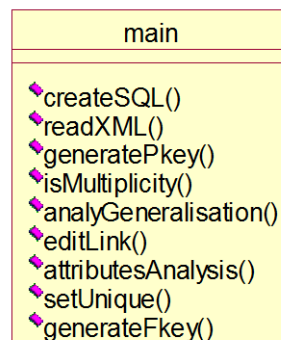 main
createSQL()
readXML()
generatePkey()
isMultiplicity()
analyGeneralisation()
editLink()
attributesAnalysis()
setUnique()
generateFkey()